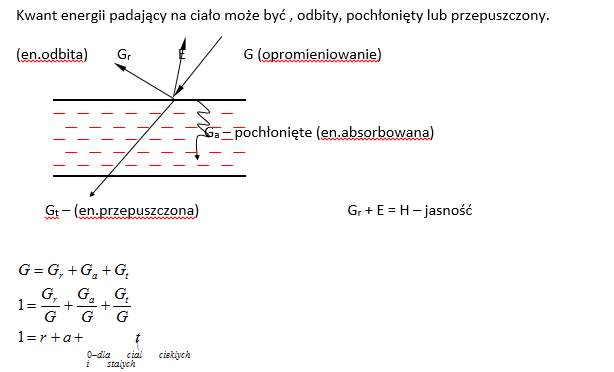 Kwant energii padający na ciało może być , odbity, pochłonięty lub przepuszczony.
(en.odbita) Gr E G (opromieniowanie)
Ga – pochłonięte (en.absorbowana)
Gt – (en.przepuszczona) Gr + E = H – jasność
G = Gr + Ga + Gt
1 = Gr/G + Ga/G + Gt/G
1 = r + a + t
0–dla ciał ciekłych
i stałych